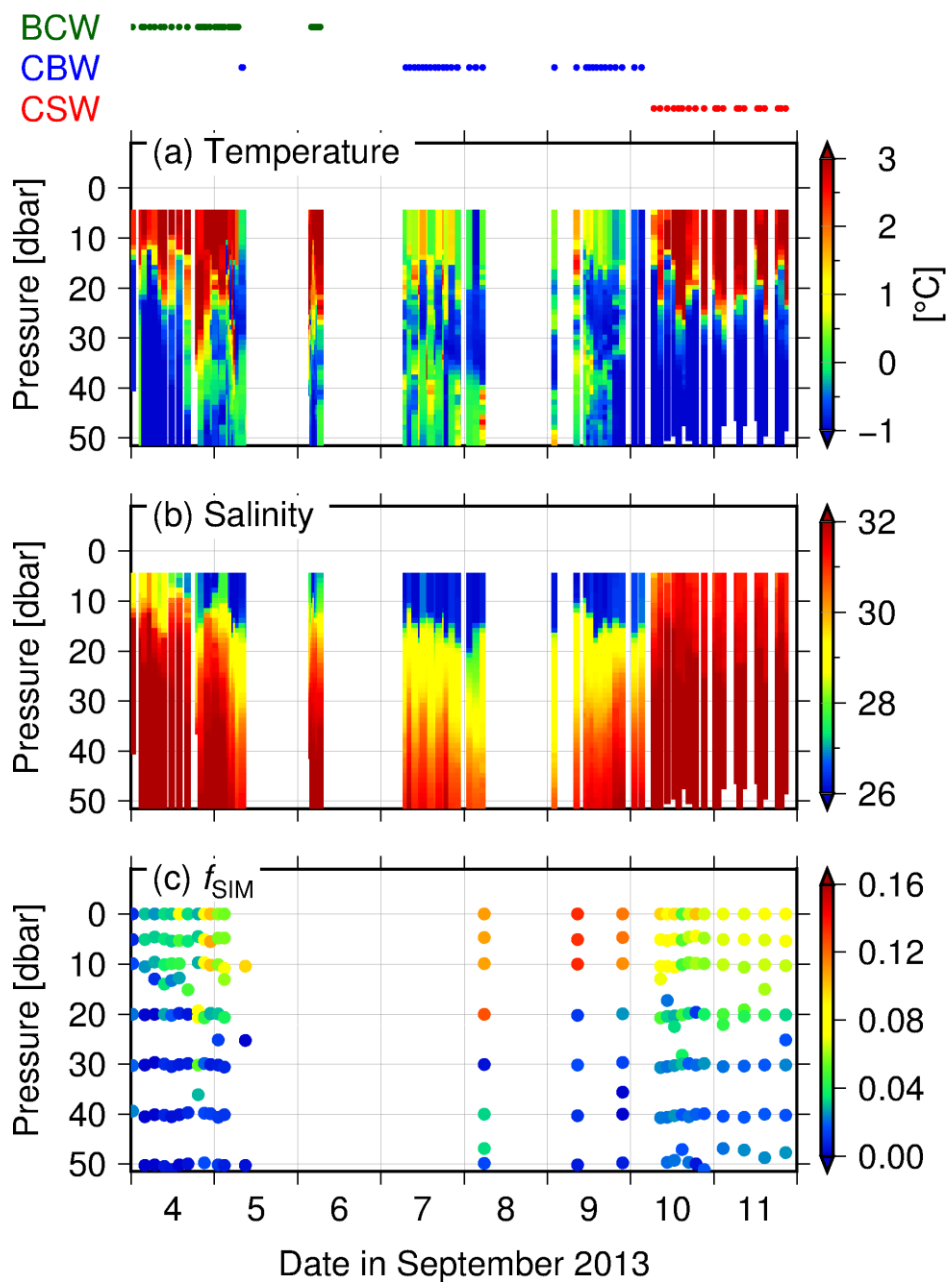 BCW
CBW
CSW
(a) Temperature
Pressure [dbar]
0
10
20
30
40
50
3
2
1
0
−1
[°C]
(b) Salinity
Pressure [dbar]
0
10
20
30
40
50
32
30
28
26
(c) fSIM
Pressure [dbar]
0
10
20
30
40
50
0.16
0.12
0.08
0.04
0.00
4 5 6 7 8 9 10 11
Date in September 2013